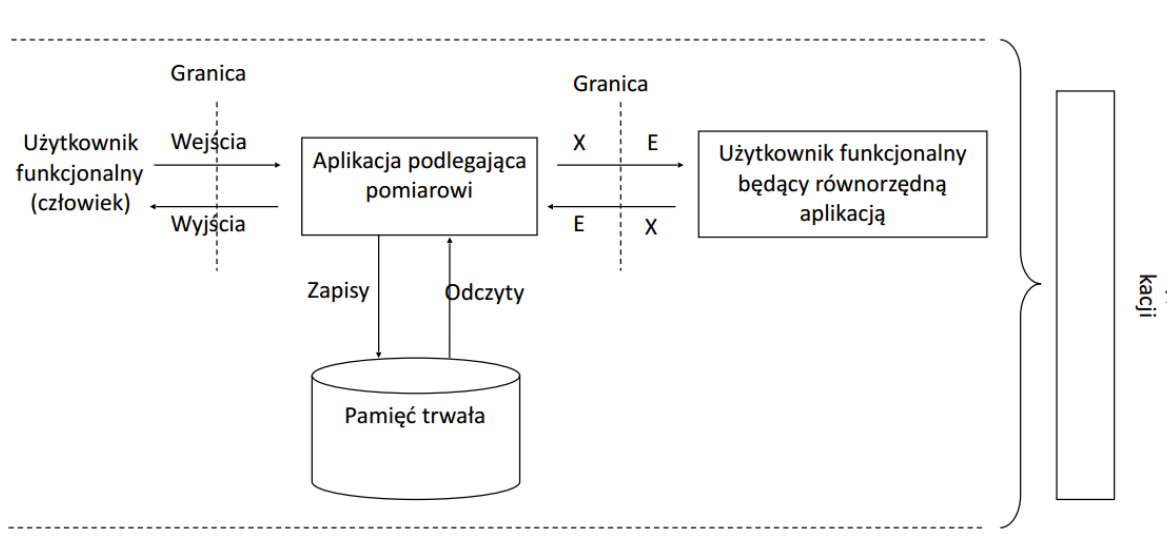 Granica
Granica
Użytkownik
funkcjonalny
(człowiek)
Wejścia
Wyjścia
Aplikacja podlegająca
pomiarowi
X
E
E
X
Użytkownik funkcjonalny
będący równorzędną
aplikacją
Zapisy
Odczyty
Pamięć trwała
kacji